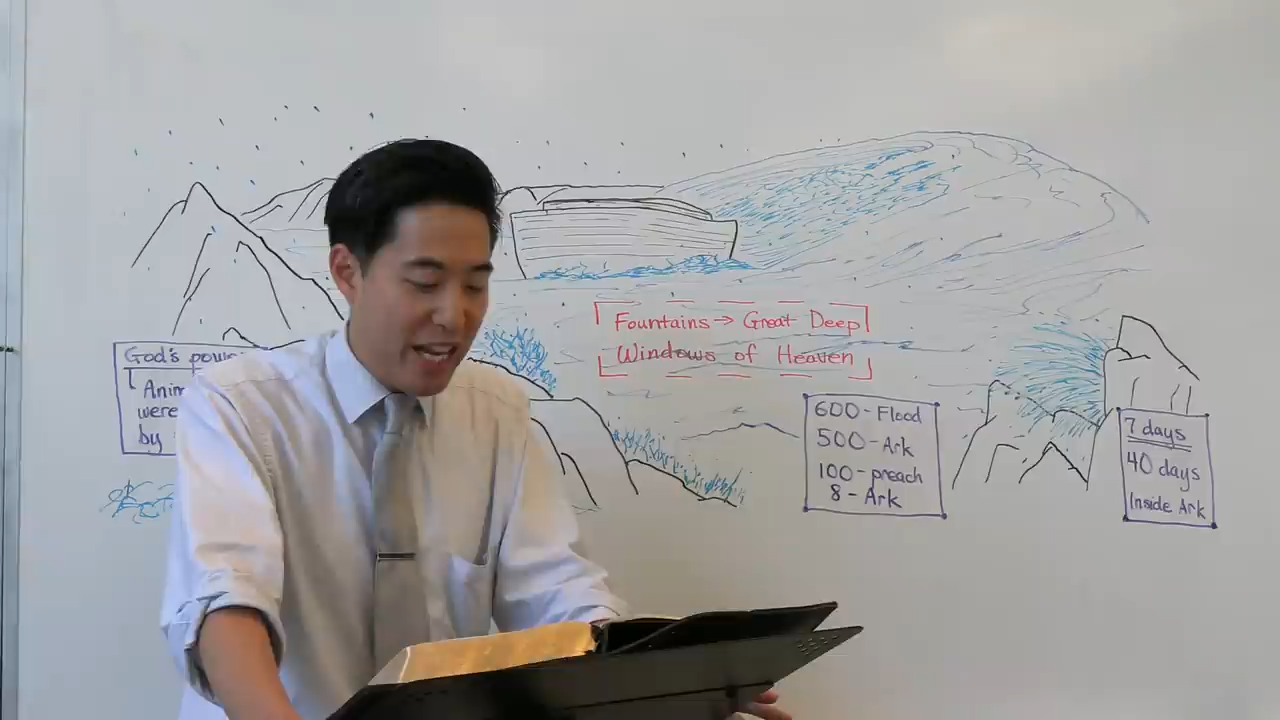 Fountains → Great Deep
Windows of Heaven
God's
Anim
were
by
600-Flood
500-Ark
100-preach
8-Ark
7 days
40 days
Inside Ark